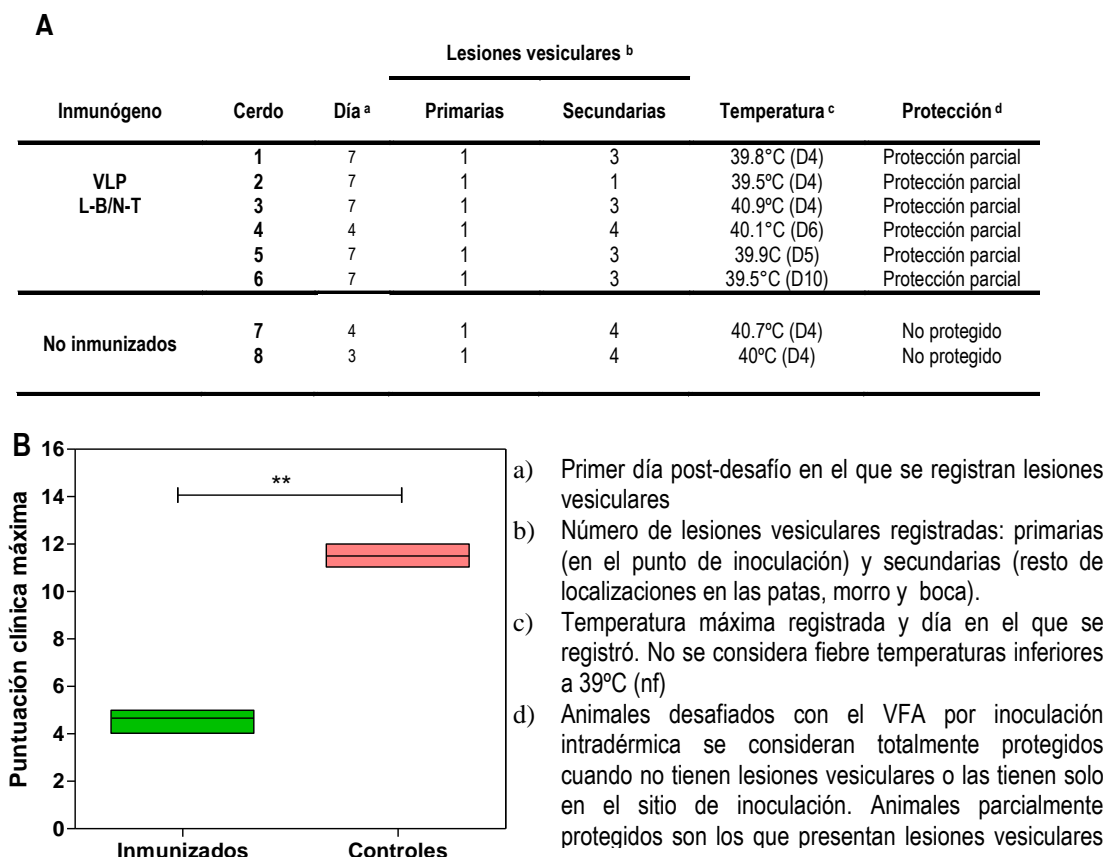 A
Lesiones vesiculares b
Inmunógeno Cerdo Día a Primarias Secundarias Temperatura c Protección d
VLP L-B/N-T
1 7 1 3 39.8°C (D4) Protección parcial
2 7 1 1 39.5ºC (D4) Protección parcial
3 7 1 3 40.9ºC (D4) Protección parcial
4 4 1 4 40.1°C (D6) Protección parcial
5 7 1 3 39.9C (D5) Protección parcial
6 7 1 3 39.5°C (D10) Protección parcial
No inmunizados
7 4 1 4 40.7ºC (D4) No protegido
8 3 1 4 40ºC (D4) No protegido
B
Puntuación clínica máxima
16
14
12
10
8
6
4
2
0
**
Inmunizados Controles
a) Primer día post-desafío en el que se registran lesiones
vesiculares
b) Número de lesiones vesiculares registradas: primarias
(en el punto de inoculación) y secundarias (resto de
localizaciones en las patas, morro y boca).
c) Temperatura máxima registrada y día en el que se
registró. No se considera fiebre temperaturas inferiores
a 39ºC (nf)
d) Animales desafiados con el VFA por inoculación
intradérmica se consideran totalmente protegidos
cuando no tienen lesiones vesiculares o las tienen solo
en el sitio de inoculación. Animales parcialmente
protegidos son los que presentan lesiones vesiculares